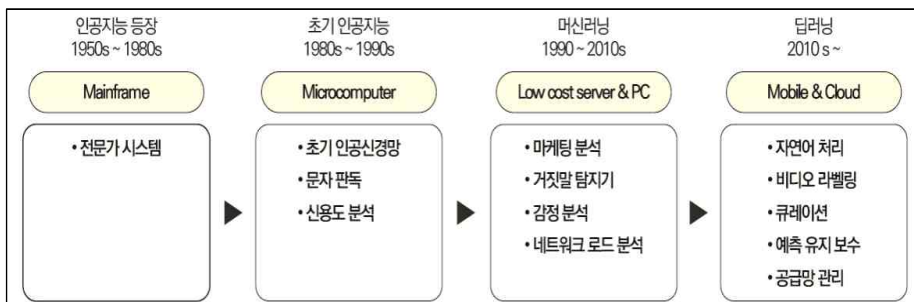 인공지능 등장
1950s ~ 1980s
Mainframe
• 전문가 시스템
초기 인공지능
1980s ~ 1990s
Microcomputer
• 초기 인공신경망
• 문자 판독
• 신용도 분석
머신러닝
1990 ~ 2010s
Low cost server & PC
• 마케팅 분석
• 거짓말 탐지기
• 감정 분석
• 네트워크 로드 분석
딥러닝
2010 s ~
Mobile & Cloud
• 자연어 처리
• 비디오 라벨링
• 큐레이션
• 예측 유지 보수
• 공급망 관리